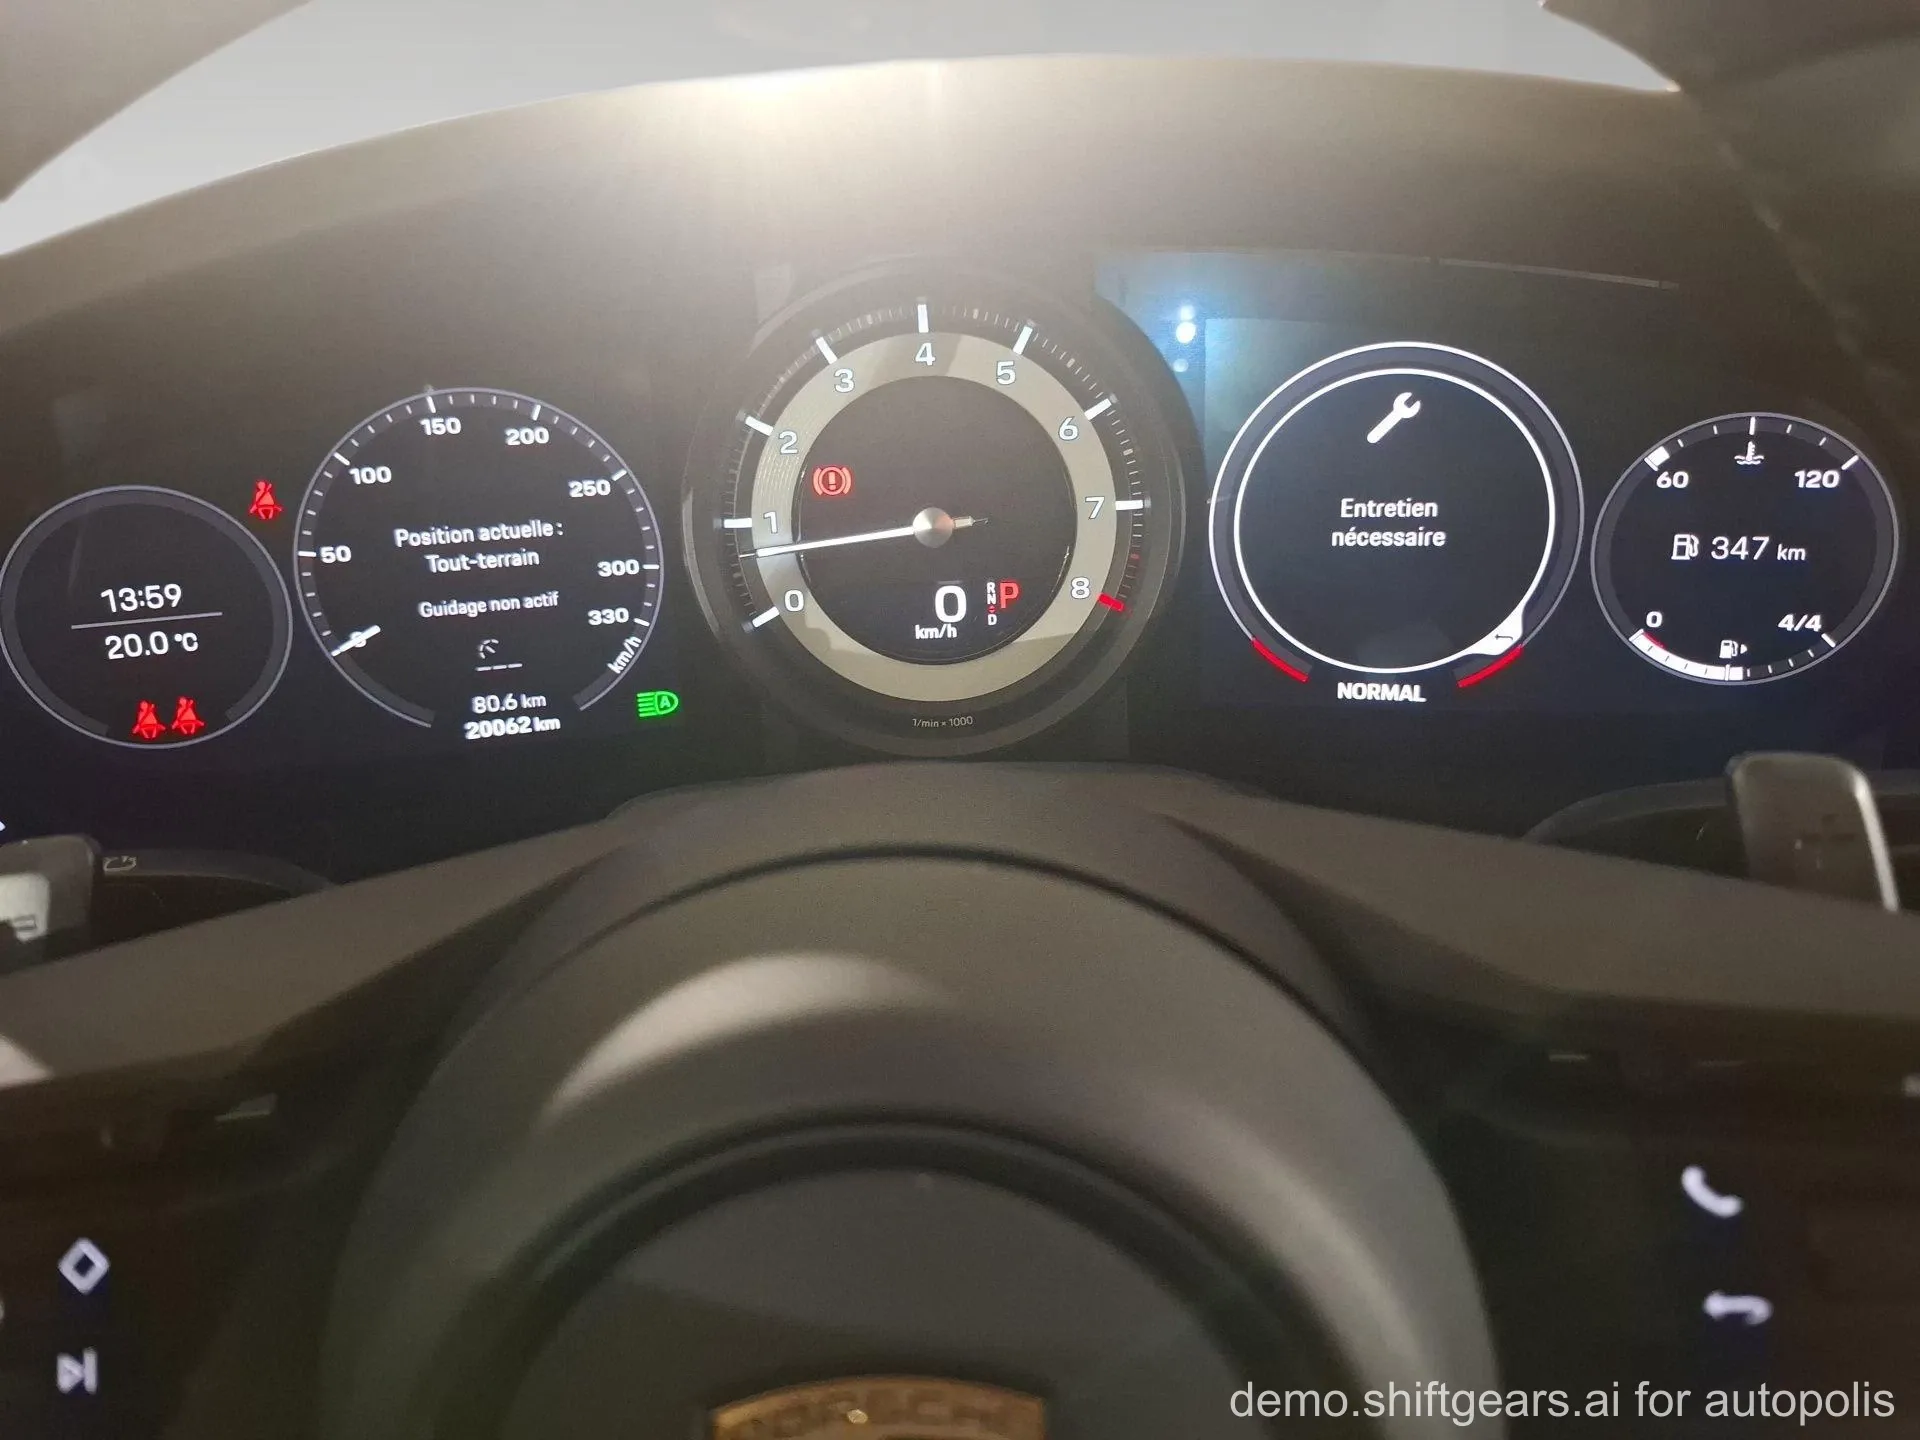 13:59
20.0 °C
50
100
150
200
250
300
330
km/h
Position actuelle :
Tout-terrain
Guidage non actif
80.6 km
20062 km
0
1
2
3
4
5
6
7
8
0
km/h
R
N
D
P
1/min × 1000
Entretien
nécessaire
NORMAL
60
120
347 km
0
4/4
demo.shiftgears.ai for autopolis